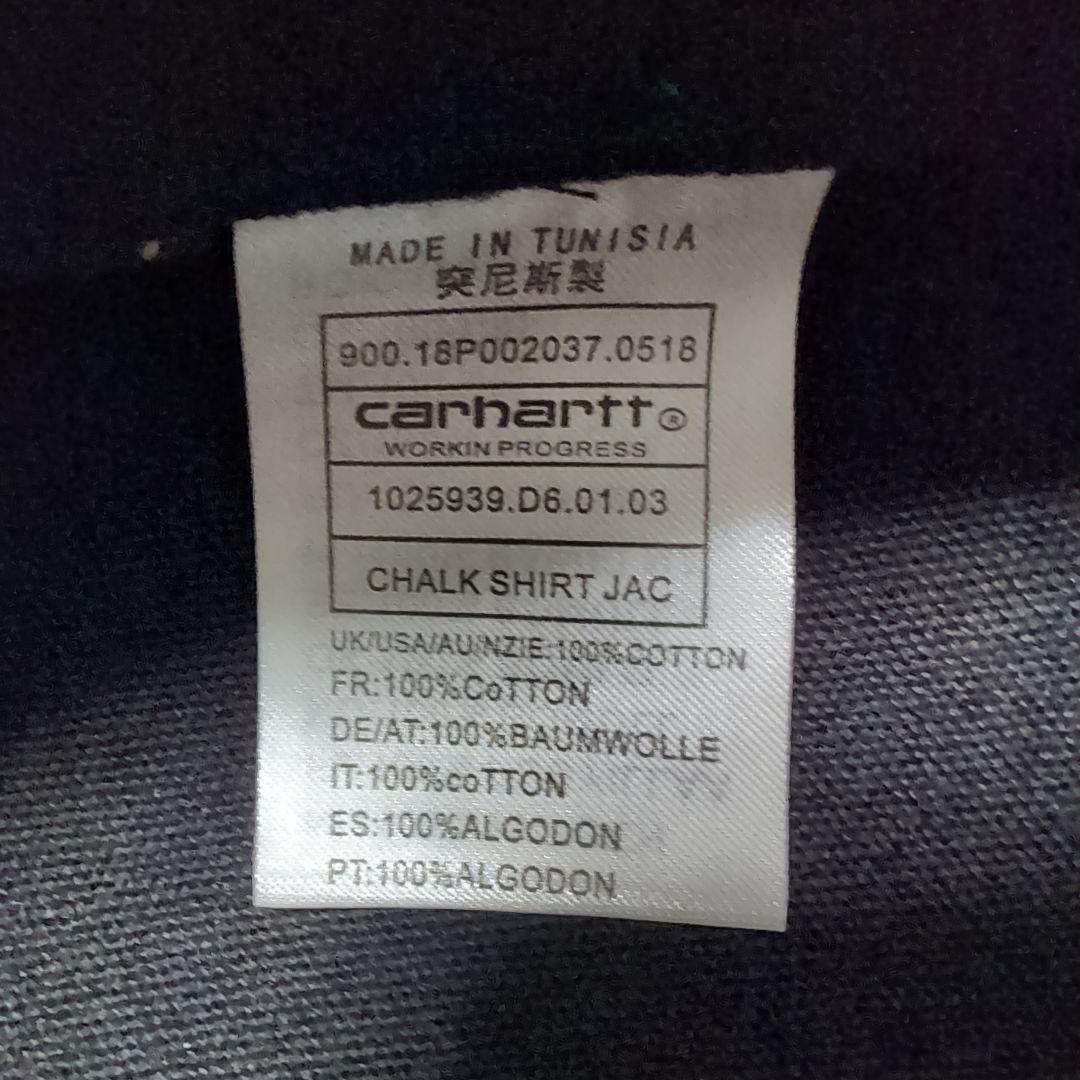 MADE IN TUNISIA
突尼斯製
900.18P002037.0518
carhartt®
WORKIN PROGRESS
1025939.D6.01.03
CHALK SHIRT JAC
UK/USA/AU/NZIE:100%COTTON
FR:100%CoTTON
DE/AT:100%BAUMWOLLE
IT:100%coTTON
ES:100%ALGODON
PT:100%ALGODON